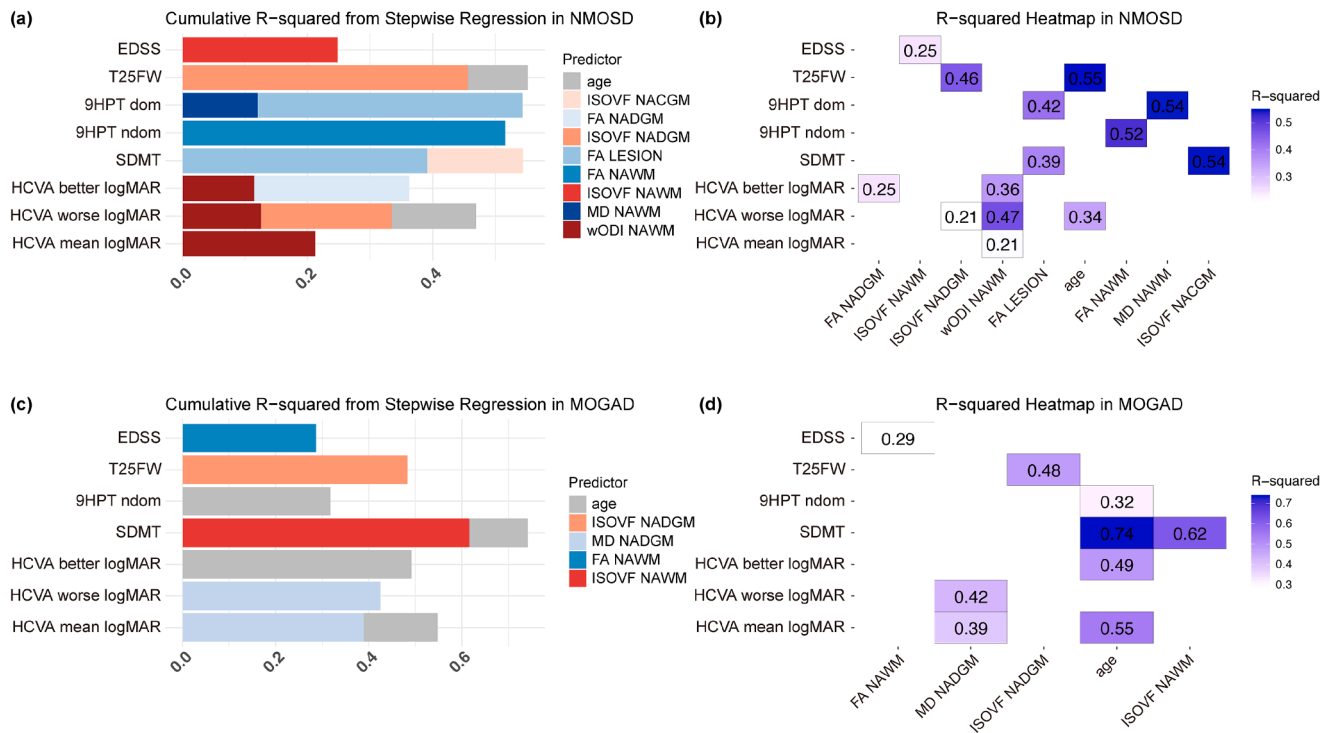 (a)
Cumulative R-squared from Stepwise Regression in NMOSD
EDSS
T25FW
9HPT dom
9HPT ndom
SDMT
HCVA better logMAR
HCVA worse logMAR
HCVA mean logMAR
0.0
0.2
0.4
Predictor
age
ISOVF NACGM
FA NADGM
ISOVF NADGM
FA LESION
FA NAWM
ISOVF NAWM
MD NAWM
wODI NAWM
(b)
R-squared Heatmap in NMOSD
EDSS
0.25
T25FW
0.46
0.55
9HPT dom
0.42
0.54
9HPT ndom
0.52
SDMT
0.39
0.54
HCVA better logMAR
0.25
0.36
HCVA worse logMAR
0.21
0.47
0.34
HCVA mean logMAR
0.21
FA NADGM
ISOVF NAWM
ISOVF NADGM
wODI NAWM
FA LESION
age
FA NAWM
MD NAWM
ISOVF NACGM
R-squared
0.5
0.4
0.3
(c)
Cumulative R-squared from Stepwise Regression in MOGAD
EDSS
T25FW
9HPT ndom
SDMT
HCVA better logMAR
HCVA worse logMAR
HCVA mean logMAR
0.0
0.2
0.4
0.6
Predictor
age
ISOVF NADGM
MD NADGM
FA NAWM
ISOVF NAWM
(d)
R-squared Heatmap in MOGAD
EDSS
0.29
T25FW
0.48
9HPT ndom
0.32
SDMT
0.74
0.62
HCVA better logMAR
0.49
HCVA worse logMAR
0.42
HCVA mean logMAR
0.39
0.55
FA NAWM
MD NADGM
ISOVF NADGM
age
ISOVF NAWM
R-squared
0.7
0.6
0.5
0.4
0.3